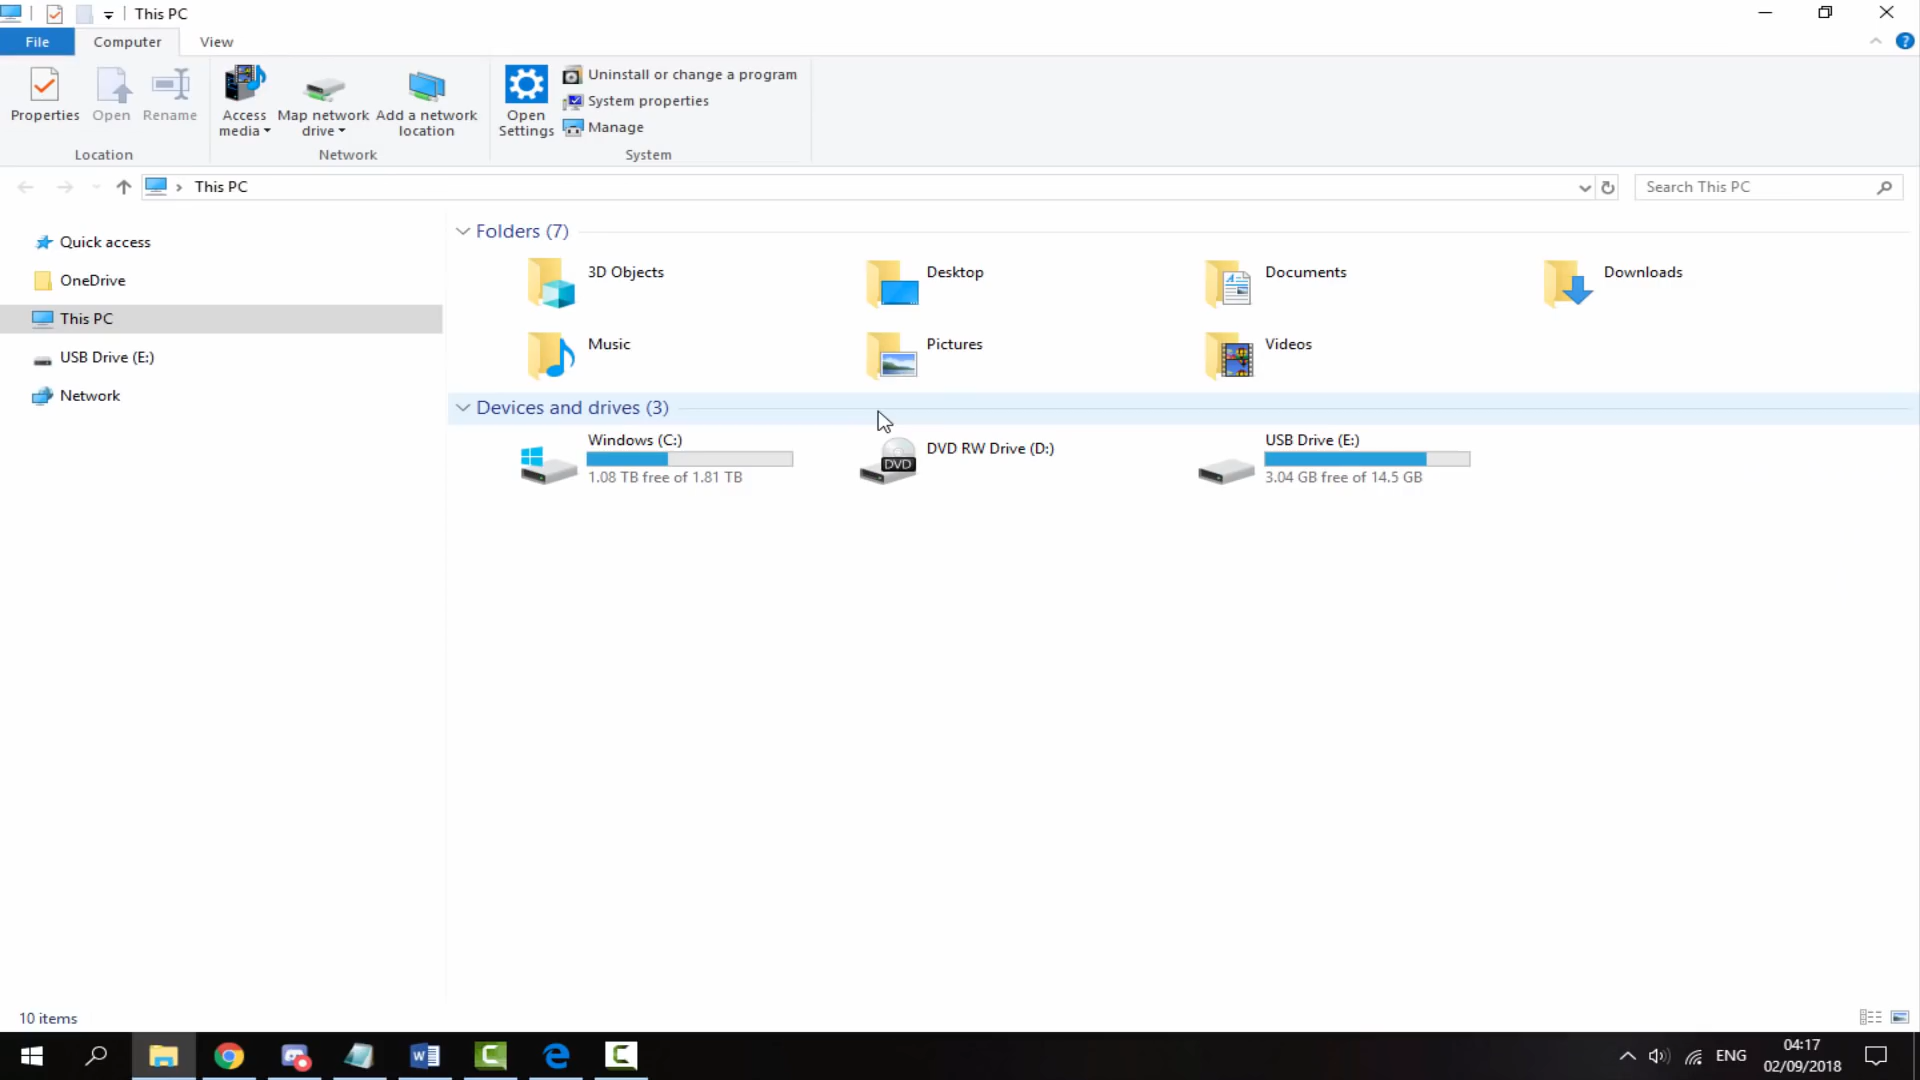 This PC
File Computer View
Properties Open Rename Access media Map network drive Add a network location Open Settings Uninstall or change a program
System properties
Manage
Location Network System
This PC Search This PC
Quick access
OneDrive
This PC
USB Drive (E:)
Network
Folders (7)
3D Objects Desktop Documents Downloads
Music Pictures Videos
Devices and drives (3)
Windows (C:) DVD RW Drive (D:) USB Drive (E:)
DVD
1.08 TB free of 1.81 TB 3.04 GB free of 14.5 GB
10 items
ENG 04:17
02/09/2018